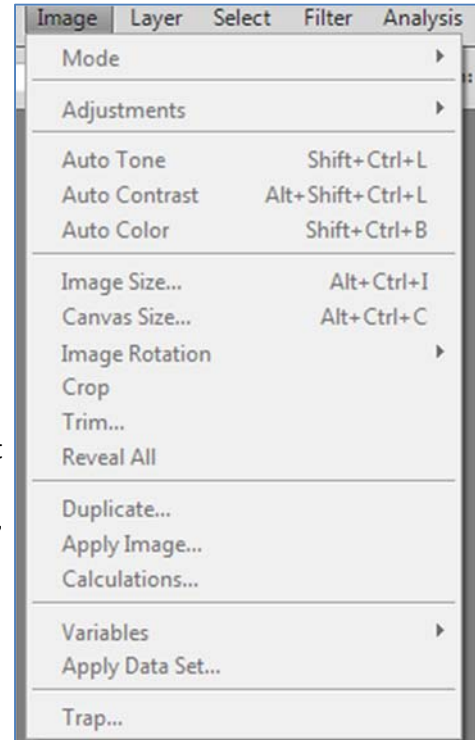 Image Layer Select Filter Analysis
Mode
Adjustments
Auto Tone Shift+Ctrl+L
Auto Contrast Alt+Shift+Ctrl+L
Auto Color Shift+Ctrl+B
Image Size... Alt+Ctrl+I
Canvas Size... Alt+Ctrl+C
Image Rotation
Crop
Trim...
Reveal All
Duplicate...
Apply Image...
Calculations...
Variables
Apply Data Set...
Trap...